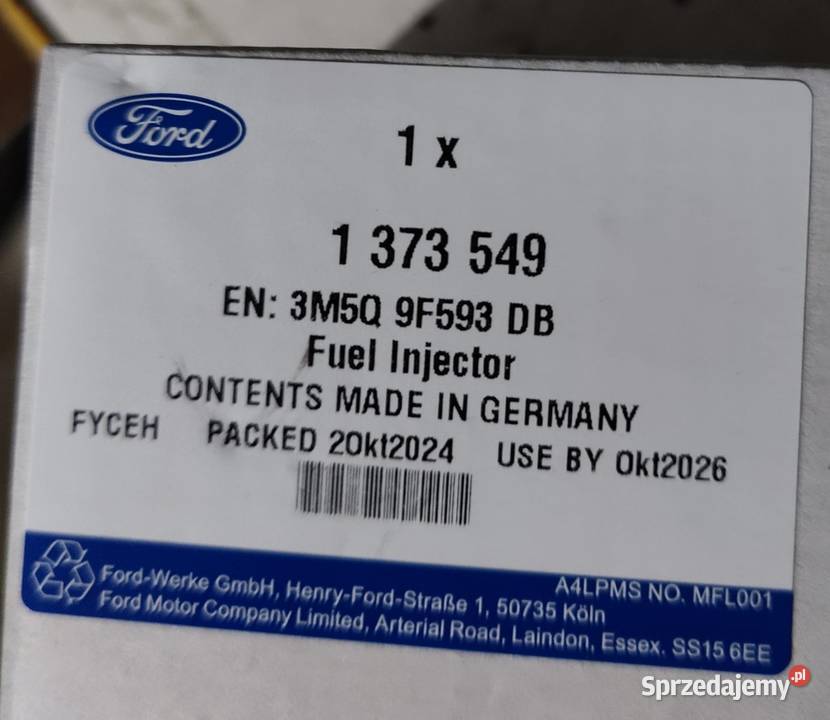 Ford
1 x
1 373 549
EN: 3M5Q 9F593 DB
Fuel Injector
CONTENTS MADE IN GERMANY
FYCEH PACKED 2Okt2024 USE BY Okt2026
A4LPMS NO. MFL001
Ford-Werke GmbH, Henry-Ford-Straße 1, 50735 Köln
Ford Motor Company Limited, Arterial Road, Laindon, Essex. SS15 6EE
Sprzedajemy.pl